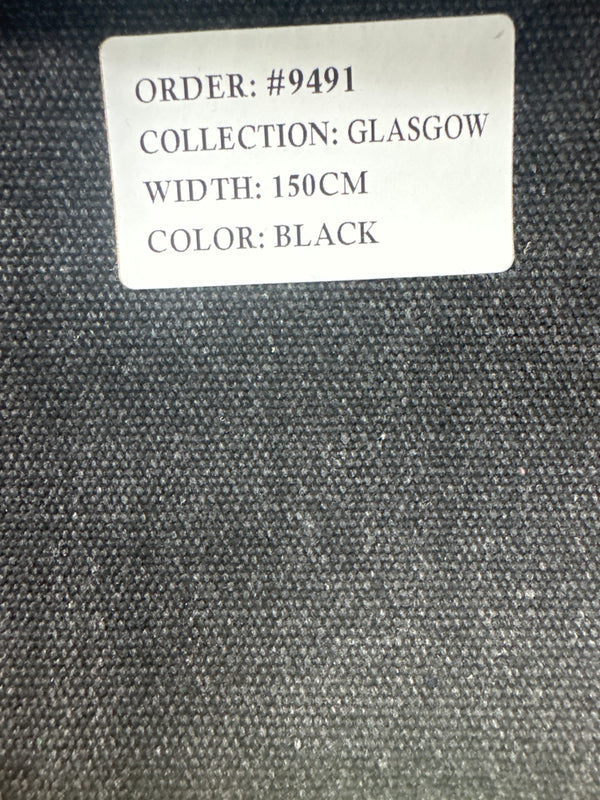 ORDER: #9491
COLLECTION: GLASGOW
WIDTH: 150CM
COLOR: BLACK